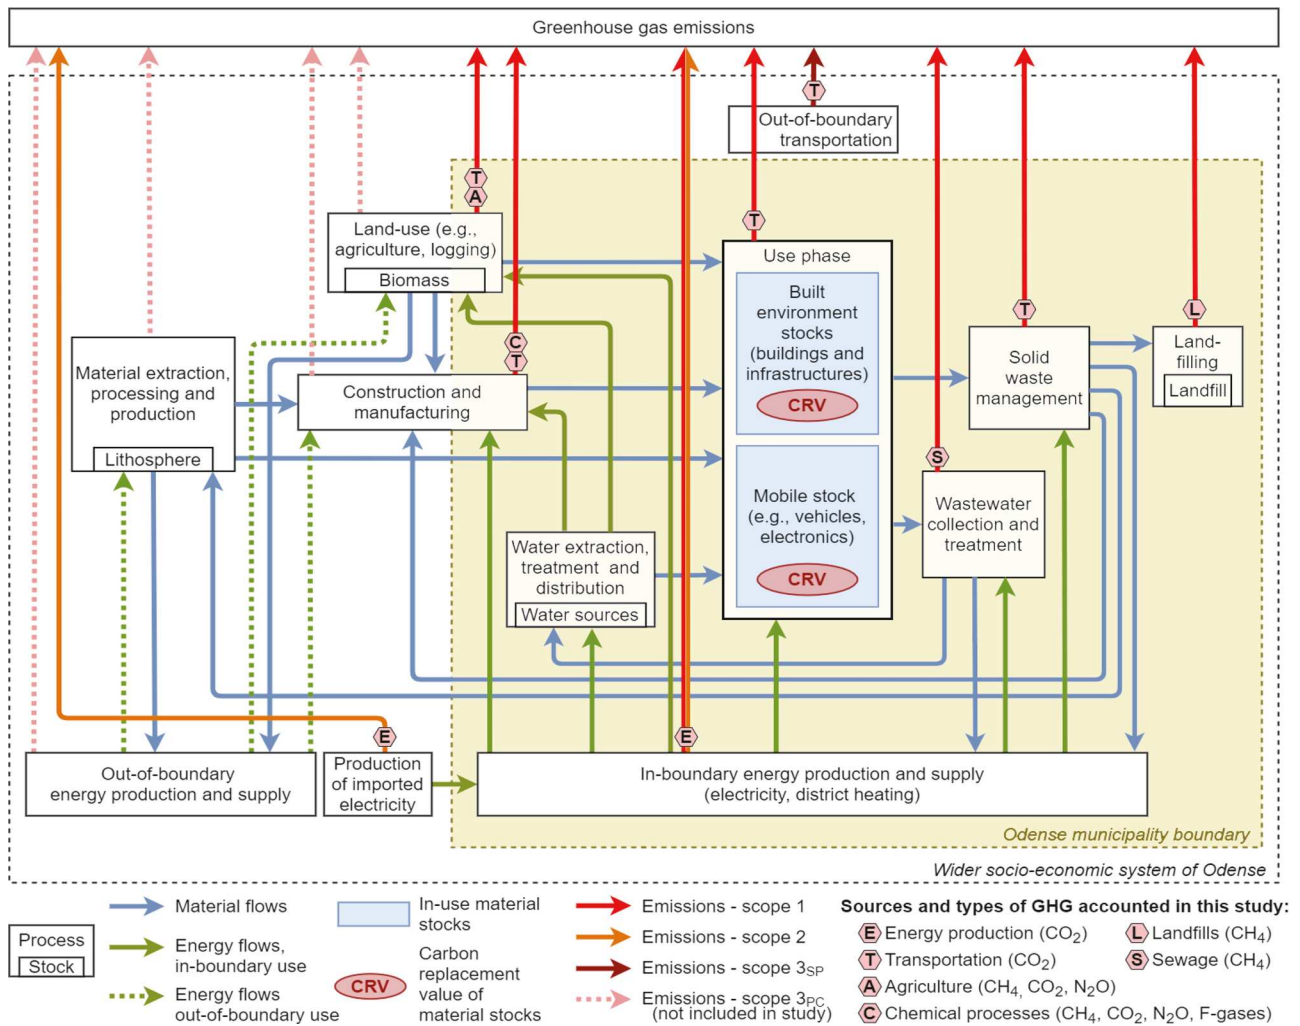 Greenhouse gas emissions
T
Out-of-boundary
transportation
T
A
Land-use (e.g.,
agriculture, logging)
Biomass
T
Use phase
Built
environment
stocks
(buildings and
infrastructures)
CRV
Mobile stock
(e.g., vehicles,
electronics)
CRV
T
Solid
waste
management
L
Land-
filling
Landfill
C
T
Material extraction,
processing and
production
Lithosphere
Construction and
manufacturing
S
Wastewater
collection and
treatment
Water extraction,
treatment and
distribution
Water sources
E
E
Out-of-boundary
energy production and supply
Production
of imported
electricity
In-boundary energy production and supply
(electricity, district heating)
Odense municipality boundary
Wider socio-economic system of Odense
Process
Stock
Material flows
Energy flows,
in-boundary use
Energy flows
out-of-boundary use
In-use material
stocks
CRV
Carbon
replacement
value of
material stocks
Emissions - scope 1
Emissions - scope 2
Emissions - scope 3SP
Emissions - scope 3PC
(not included in study)
Sources and types of GHG accounted in this study:
E Energy production (CO2)
T Transportation (CO2)
A Agriculture (CH4, CO2, N2O)
C Chemical processes (CH4, CO2, N2O, F-gases)
L Landfills (CH4)
S Sewage (CH4)